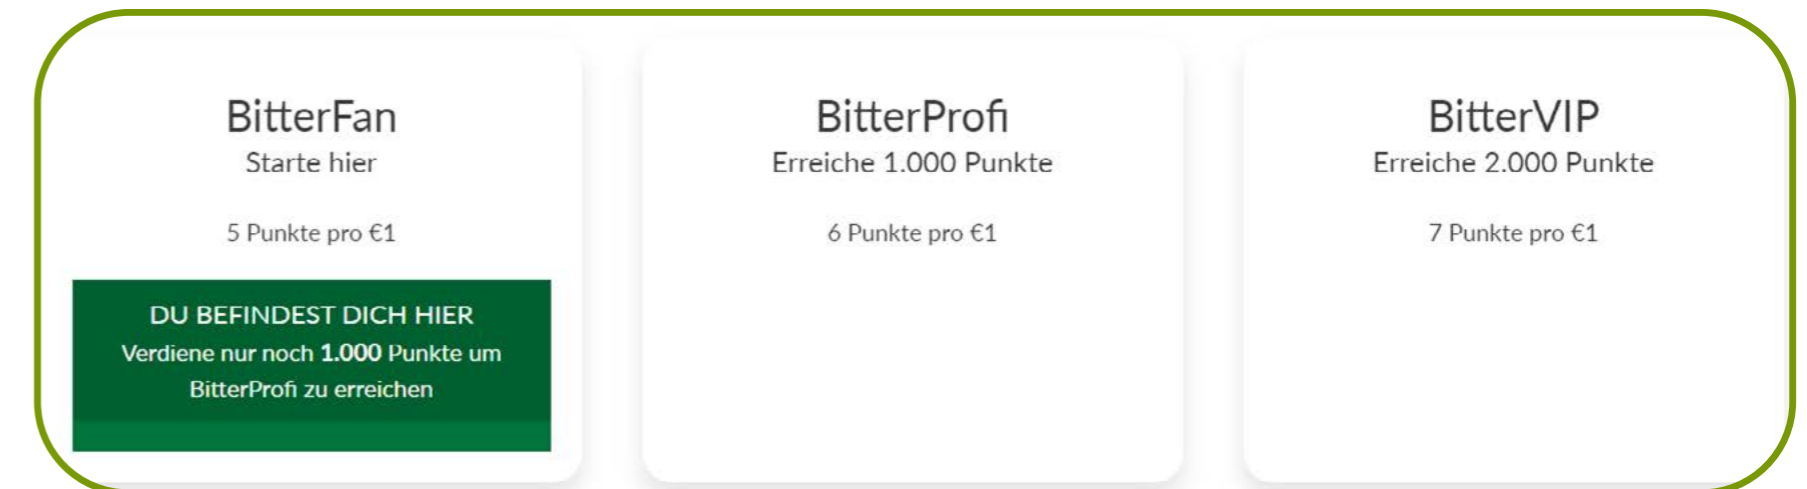 BitterFan
Starte hier
5 Punkte pro €1
DU BEFINDEST DICH HIER
Verdiene nur noch 1.000 Punkte um
BitterProfi zu erreichen
BitterProfi
Erreiche 1.000 Punkte
6 Punkte pro €1
BitterVIP
Erreiche 2.000 Punkte
7 Punkte pro €1